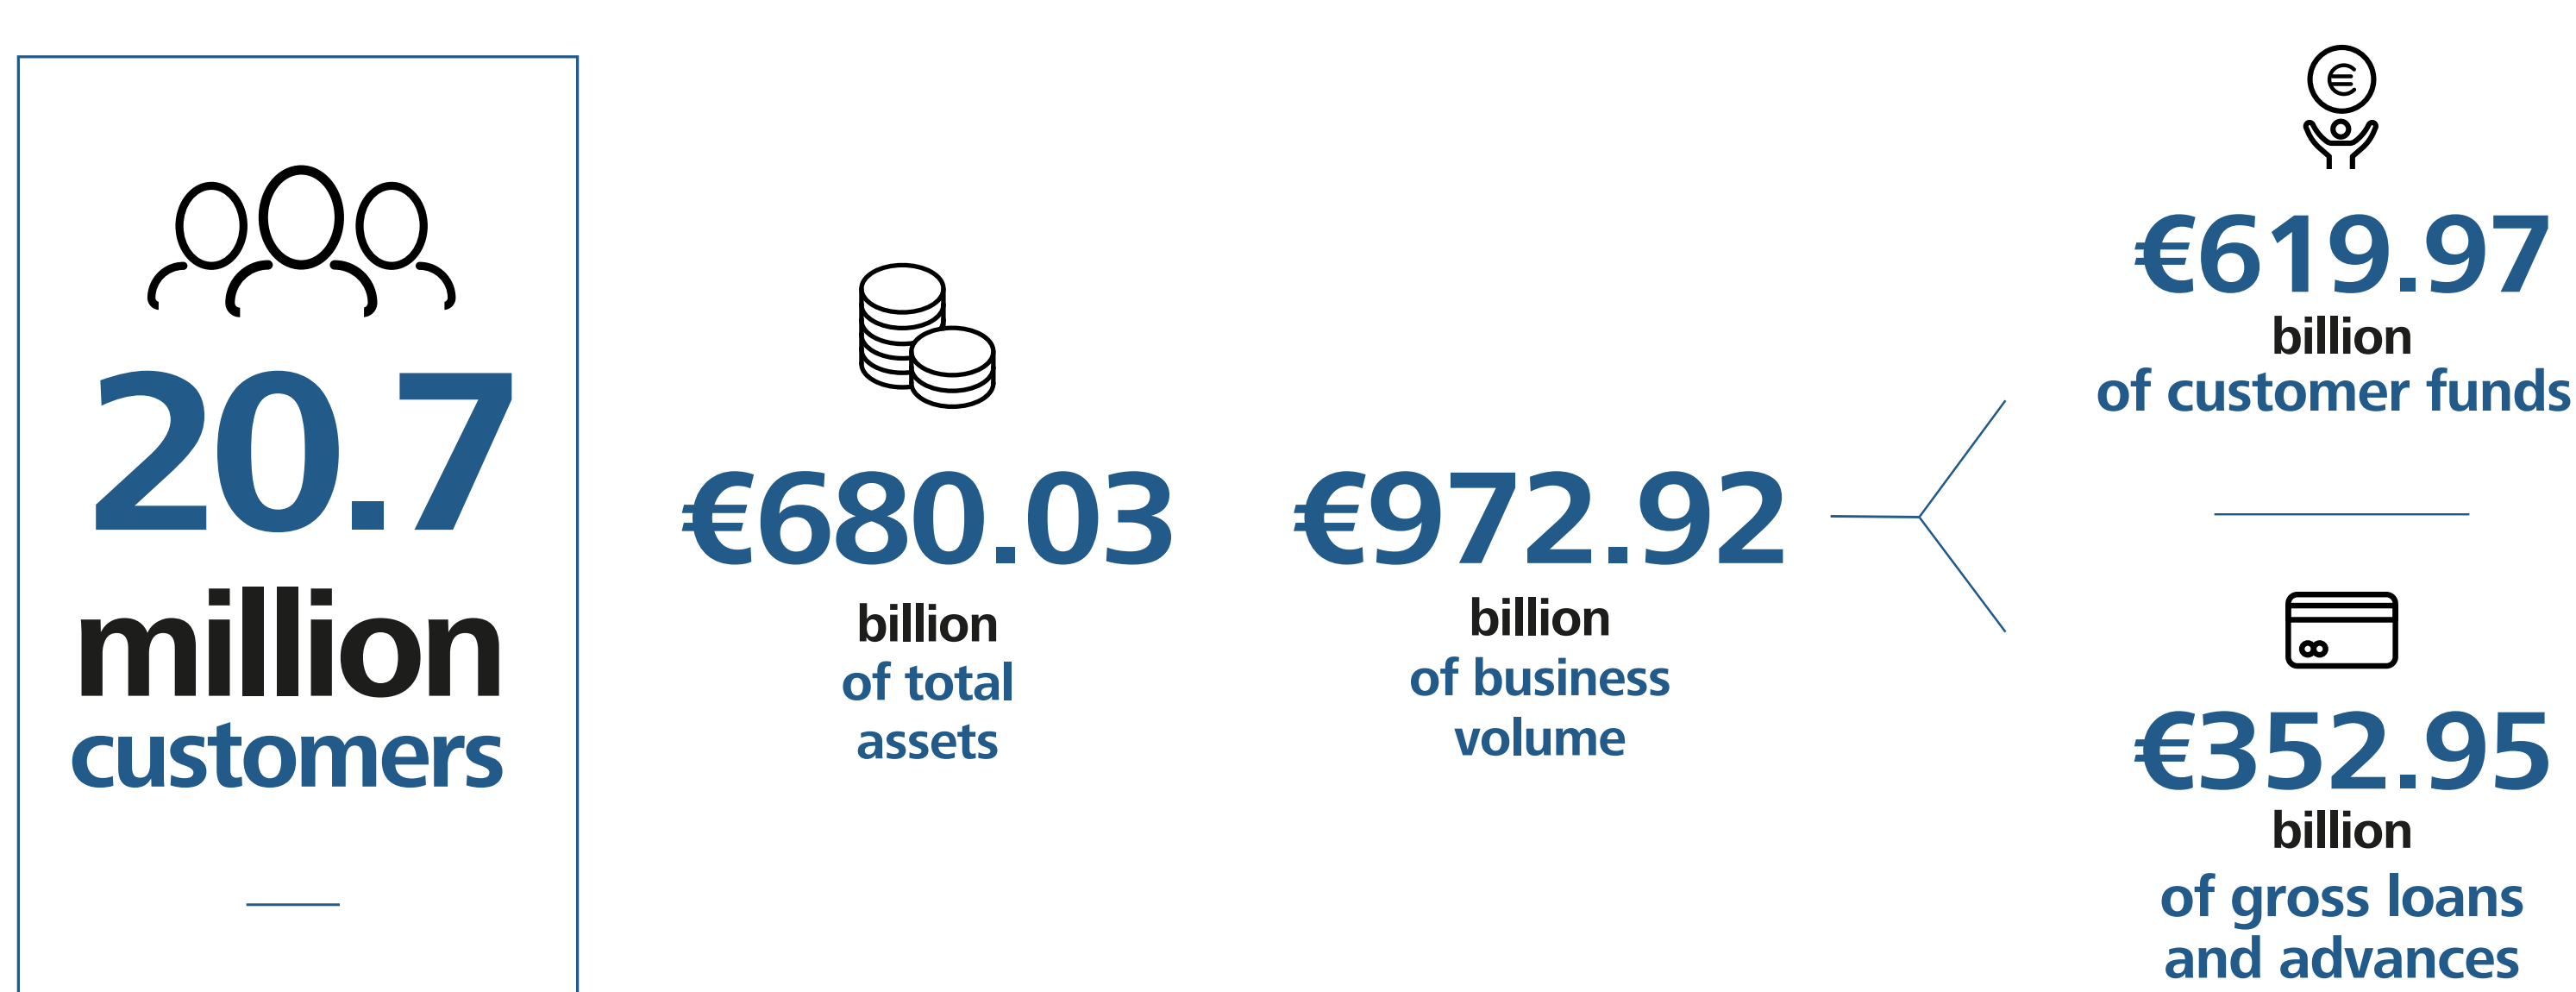 20.7
million
customers
€680.03
billion
of total
assets
€972.92
billion
of business
volume
€
€619.97
billion
of customer funds
€352.95
billion
of gross loans
and advances